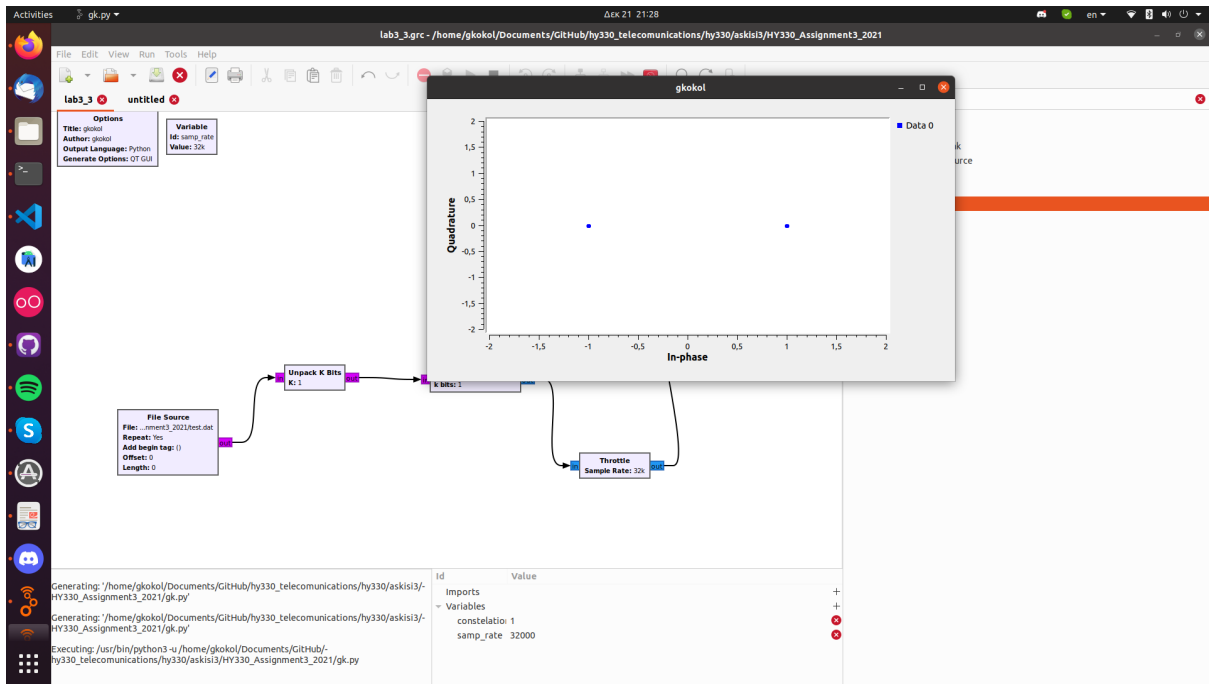 Activities gk.py Δεκ 21 21:28 en
lab3_3.grc - /home/gkokol/Documents/GitHub/hy330_telecomunications/hy330/askisi3/HY330_Assignment3_2021
File Edit View Run Tools Help
lab3_3 untitled
Options
Title: gkokol
Author: gkokol
Output Language: Python
Generate Options: QT GUI
Variable
Id: samp_rate
Value: 32k
gkokol
Data 0
2
1,5
1
0,5
0
-0,5
-1
-1,5
-2
Quadrature
-2 -1,5 -1 -0,5 0 0,5 1 1,5 2
In-phase
urce
Unpack K Bits
K: 1
out
k bits: 1
File Source
File: ...nment3_2021/test.dat
Repeat: Yes
Add begin tag: ()
Offset: 0
Length: 0
out
Throttle
Sample Rate: 32k
in
out
Generating: '/home/gkokol/Documents/GitHub/hy330_telecomunications/hy330/askisi3/-
HY330_Assignment3_2021/gk.py'
Generating: '/home/gkokol/Documents/GitHub/hy330_telecomunications/hy330/askisi3/-
HY330_Assignment3_2021/gk.py'
Executing: /usr/bin/python3 -u /home/gkokol/Documents/GitHub/-
hy330_telecomunications/hy330/askisi3/HY330_Assignment3_2021/gk.py
Id Value
Imports
Variables
constelatio 1
samp_rate 32000